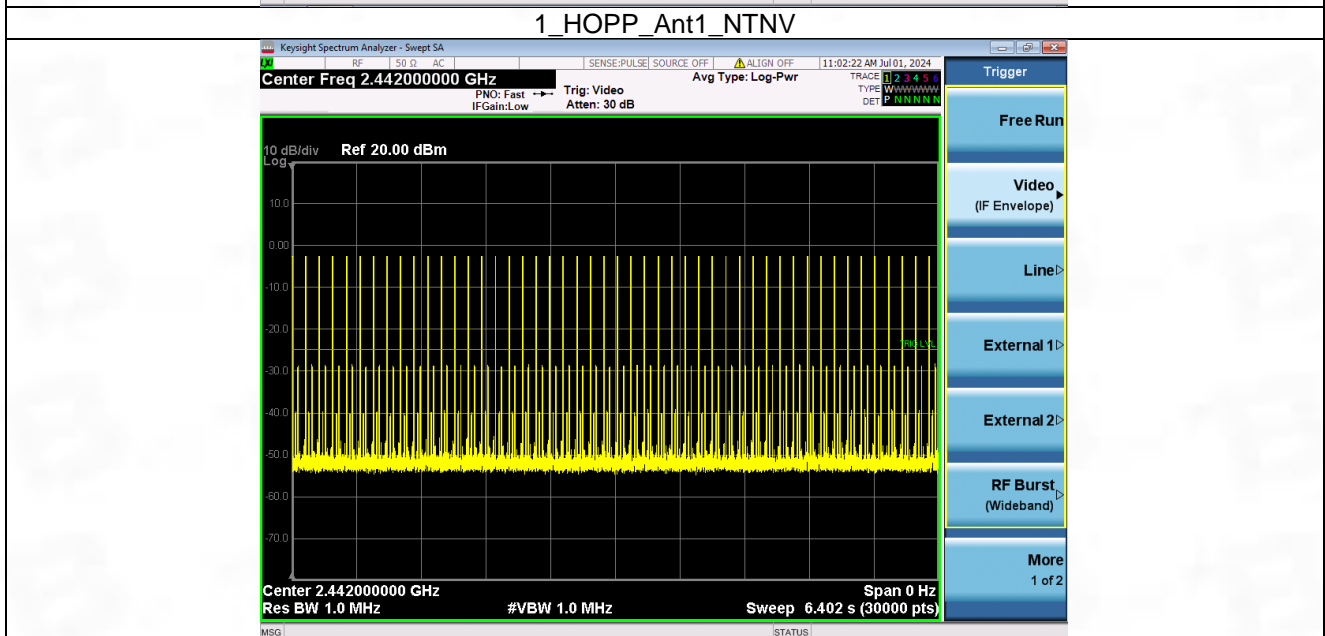 1_HOPP_Ant1_NTNV
Keysight Spectrum Analyzer - Swept SA
LXI RF 50 Ω AC SENSE:PULSE SOURCE OFF ALIGN OFF 11:02:22 AM Jul 01, 2024
Center Freq 2.442000000 GHz
PNO: Fast
IFGain:Low
Trig: Video
Atten: 30 dB
Avg Type: Log-Pwr
TRACE 1 2 3 4 5 6
TYPE WWWWWWW
DET P N N N N N
10 dB/div
Log
Ref 20.00 dBm
10.0
0.00
-10.0
-20.0
-30.0
-40.0
-50.0
-60.0
-70.0
TRIG LVL
Center 2.442000000 GHz
Span 0 Hz
Res BW 1.0 MHz
#VBW 1.0 MHz
Sweep 6.402 s (30000 pts)
MSG
STATUS
Trigger
Free Run
Video
(IF Envelope)
Line
External 1
External 2
RF Burst
(Wideband)
More
1 of 2